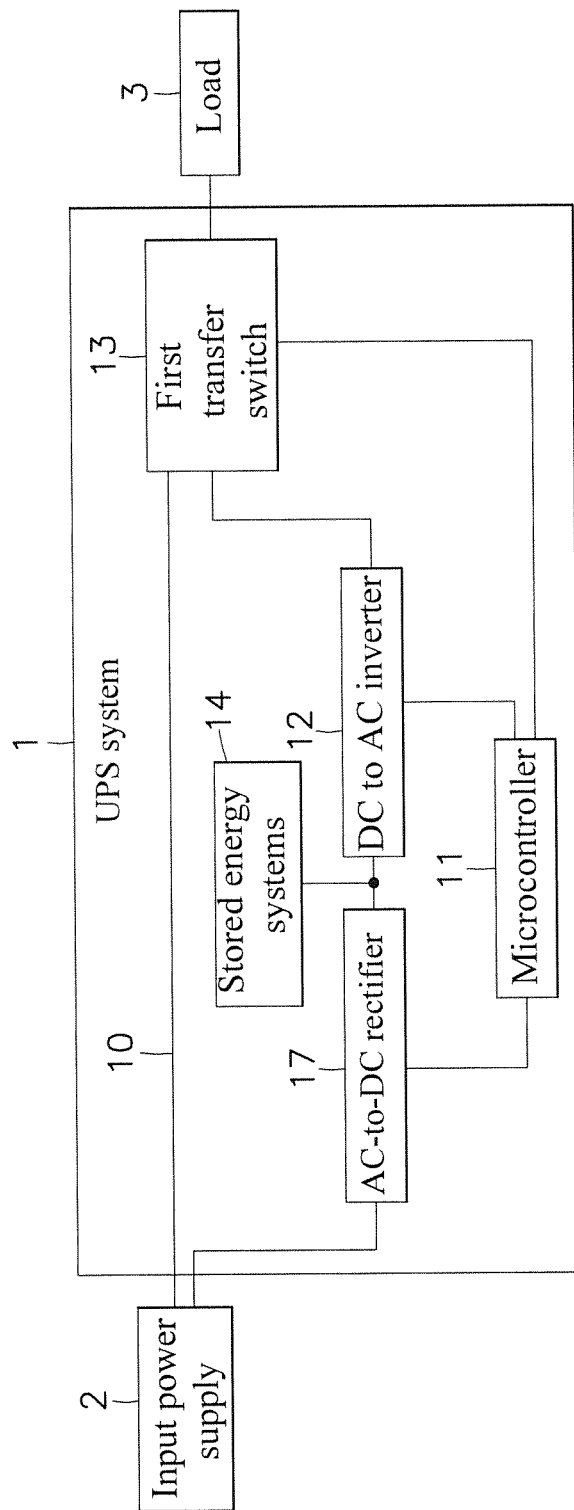 1
UPS system
2
Input power
supply
10
13
First
transfer
switch
3
Load
14
Stored energy
systems
17
AC-to-DC rectifier
12
DC to AC inverter
11
Microcontroller